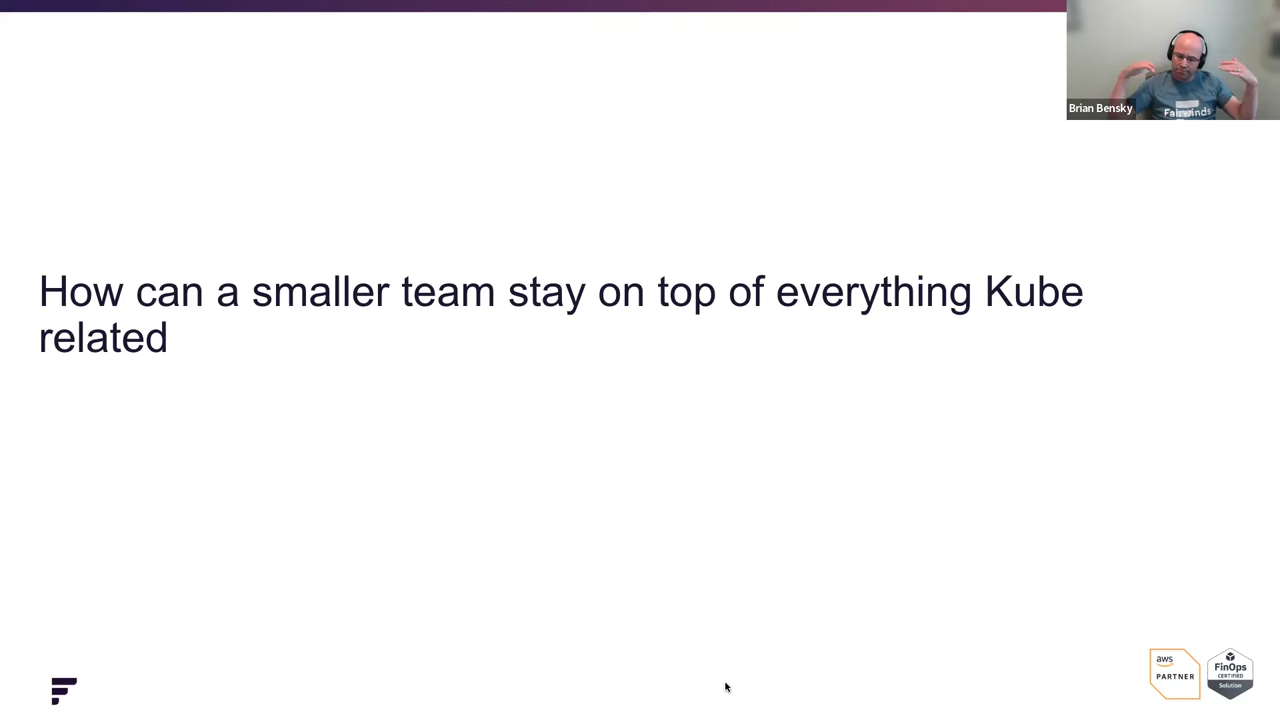 Brian Bensky
Fairwinds
How can a smaller team stay on top of everything Kube
related
aws
PARTNER
FinOps
CERTIFIED
Solution